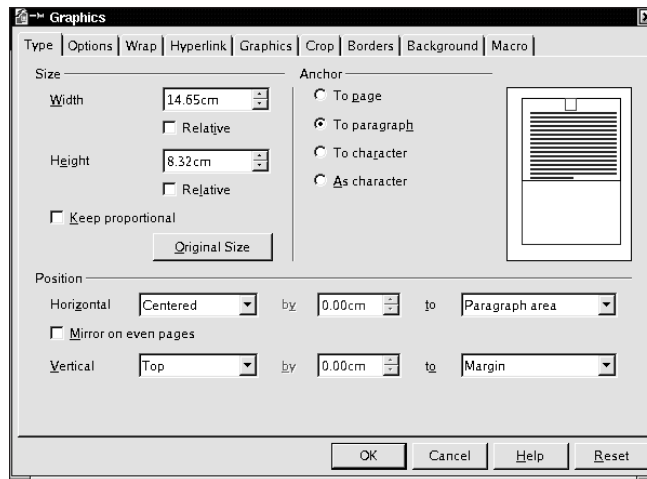 Graphics
Type Options Wrap Hyperlink Graphics Crop Borders Background Macro
Size
Width 14.65cm
Relative
Height 8.32cm
Relative
Keep proportional
Original Size
Anchor
To page
To paragraph
To character
As character
Position
Horizontal Centered by 0.00cm to Paragraph area
Mirror on even pages
Vertical Top by 0.00cm to Margin
OK Cancel Help Reset